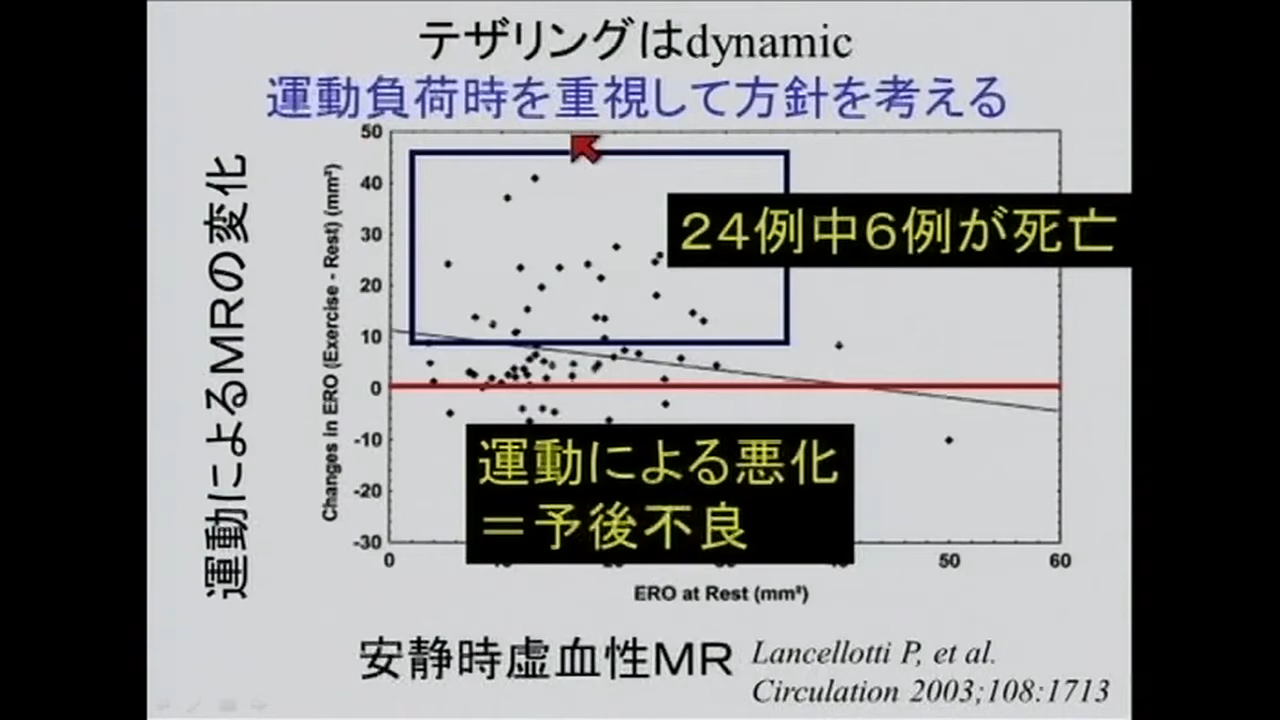 テザリングはdynamic
運動負荷時を重視して方針を考える
運動によるMRの変化
Changes in ERO (Exercise - Rest) (mm²)
50
40
30
20
10
0
-10
-20
-30
24例中6例が死亡
運動による悪化
＝予後不良
0
50
60
ERO at Rest (mm²)
安静時虚血性MR
Lancellotti P, et al.
Circulation 2003;108:1713